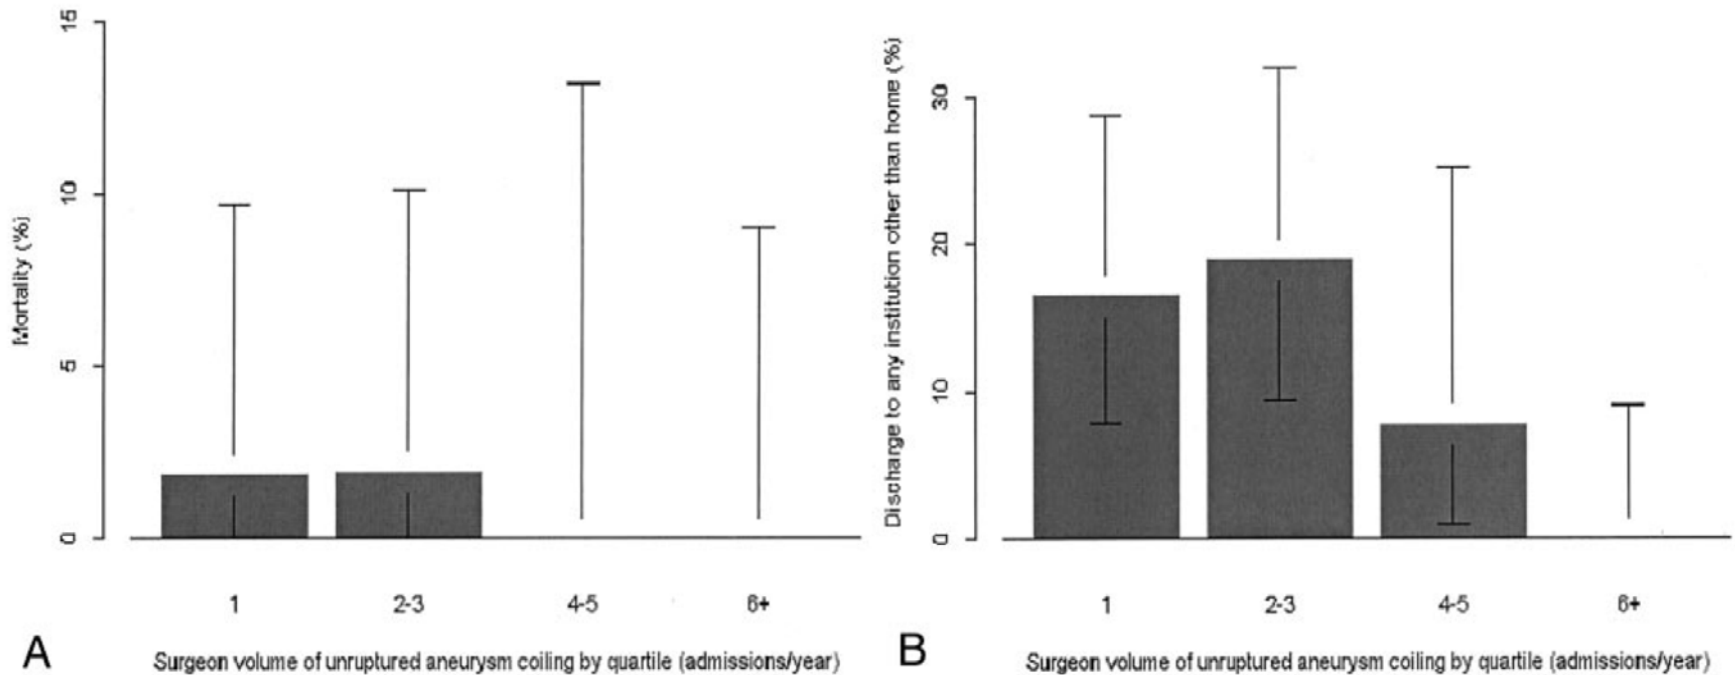 Mortality (%)
15
10
5
0
1 2-3 4-5 6+
A Surgeon volume of unruptured aneurysm coiling by quartile (admissions/year)
Discharge to any institution other than home (%)
30
20
10
0
1 2-3 4-5 6+
B Surgeon volume of unruptured aneurysm coiling by quartile (admissions/year)